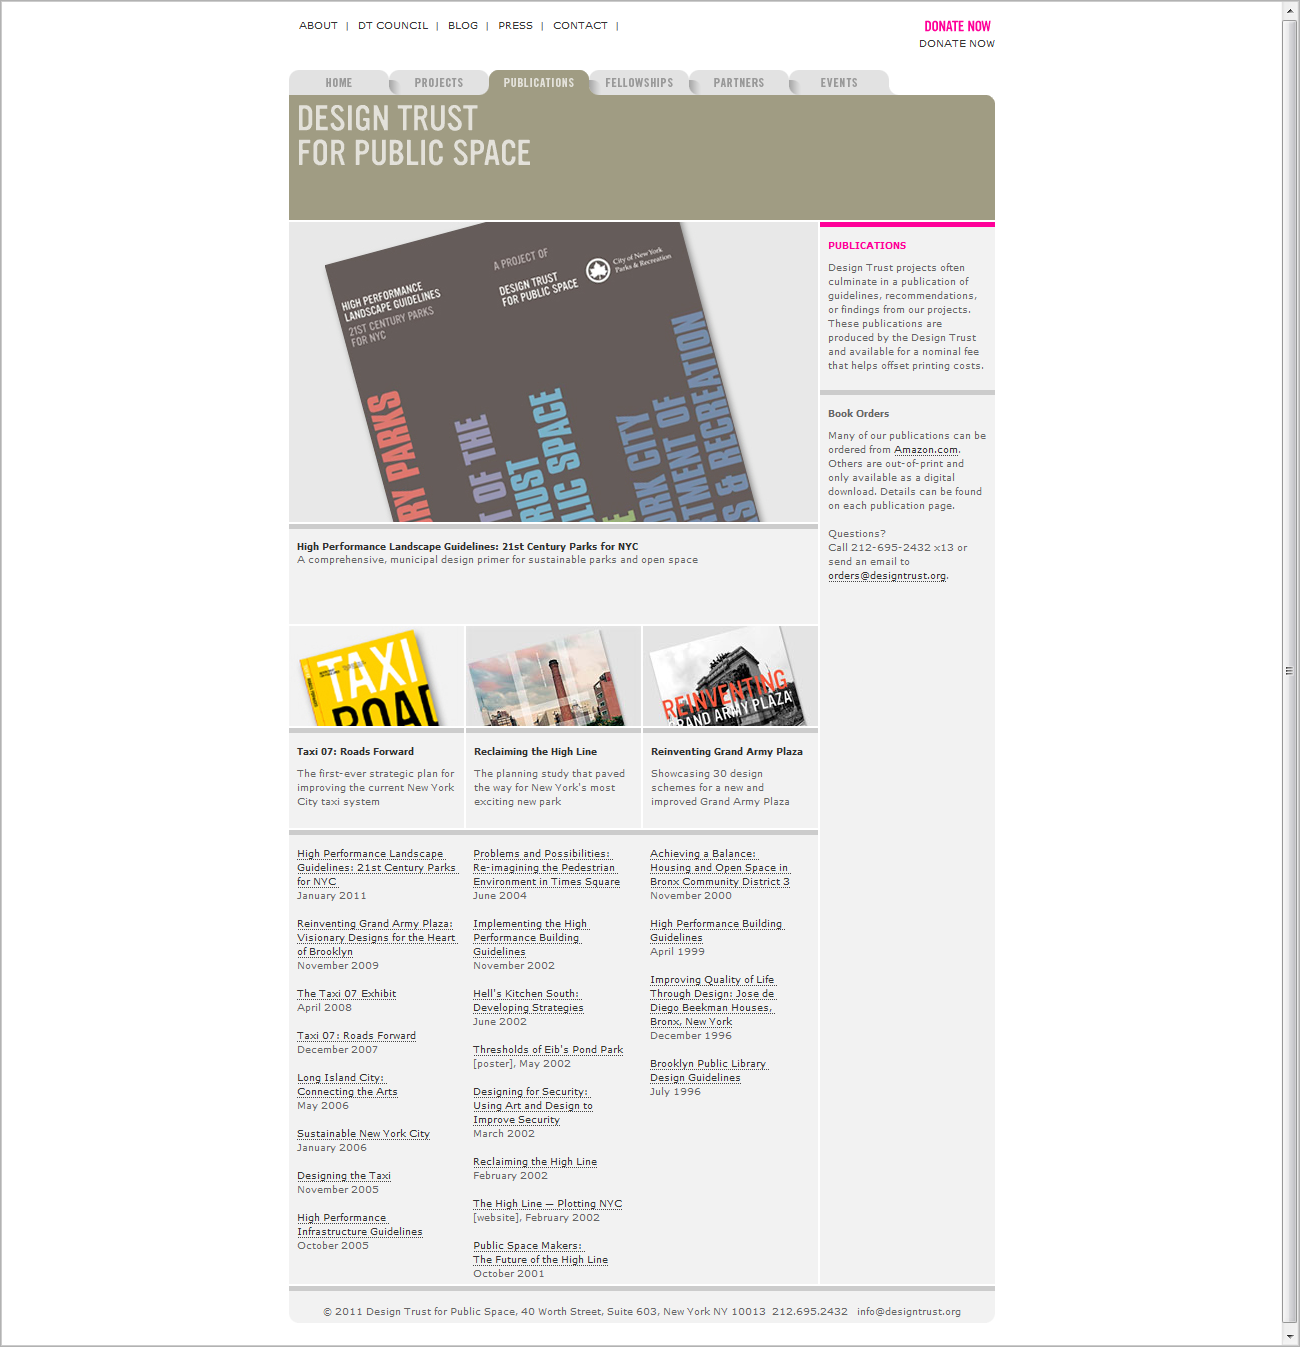 ABOUT | DT COUNCIL | BLOG | PRESS | CONTACT |
DONATE NOW
DONATE NOW
HOME PROJECTS PUBLICATIONS FELLOWSHIPS PARTNERS EVENTS
DESIGN TRUST
FOR PUBLIC SPACE
A PROJECT OF
City of New York
Parks & Recreation
DESIGN TRUST
FOR PUBLIC SPACE
HIGH PERFORMANCE
LANDSCAPE GUIDELINES
21ST CENTURY PARKS
FOR NYC
RY PARKS
T OF THE
RUST
LIC SPACE
RK CITY
TMENT OF
S & RECREATION
High Performance Landscape Guidelines: 21st Century Parks for NYC
A comprehensive, municipal design primer for sustainable parks and open space
TAXI
ROAD
REINVENTING
GRAND ARMY PLAZA
Taxi 07: Roads Forward
The first-ever strategic plan for
improving the current New York
City taxi system
Reclaiming the High Line
The planning study that paved
the way for New York's most
exciting new park
Reinventing Grand Army Plaza
Showcasing 30 design
schemes for a new and
improved Grand Army Plaza
High Performance Landscape
Guidelines: 21st Century Parks
for NYC
January 2011
Reinventing Grand Army Plaza:
Visionary Designs for the Heart
of Brooklyn
November 2009
The Taxi 07 Exhibit
April 2008
Taxi 07: Roads Forward
December 2007
Long Island City:
Connecting the Arts
May 2006
Sustainable New York City
January 2006
Designing the Taxi
November 2005
High Performance
Infrastructure Guidelines
October 2005
Problems and Possibilities:
Re-imagining the Pedestrian
Environment in Times Square
June 2004
Implementing the High
Performance Building
Guidelines
November 2002
Hell's Kitchen South:
Developing Strategies
June 2002
Thresholds of Eib's Pond Park
[poster], May 2002
Designing for Security:
Using Art and Design to
Improve Security
March 2002
Reclaiming the High Line
February 2002
The High Line — Plotting NYC
[website], February 2002
Public Space Makers:
The Future of the High Line
October 2001
Achieving a Balance:
Housing and Open Space in
Bronx Community District 3
November 2000
High Performance Building
Guidelines
April 1999
Improving Quality of Life
Through Design: Jose de
Diego Beekman Houses,
Bronx, New York
December 1996
Brooklyn Public Library
Design Guidelines
July 1996
PUBLICATIONS
Design Trust projects often
culminate in a publication of
guidelines, recommendations,
or findings from our projects.
These publications are
produced by the Design Trust
and available for a nominal fee
that helps offset printing costs.
Book Orders
Many of our publications can be
ordered from Amazon.com.
Others are out-of-print and
only available as a digital
download. Details can be found
on each publication page.
Questions?
Call 212-695-2432 x13 or
send an email to
orders@designtrust.org.
© 2011 Design Trust for Public Space, 40 Worth Street, Suite 603, New York NY 10013 212.695.2432 info@designtrust.org